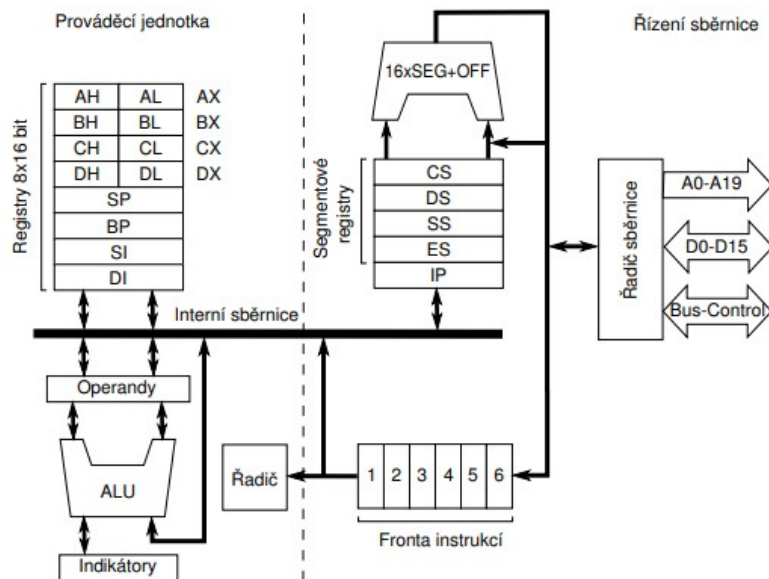 Prováděcí jednotka
Řízení sběrnice
Registry 8x16 bit
AH AL AX
BH BL BX
CH CL CX
DH DL DX
SP
BP
SI
DI
16xSEG+OFF
Segmentové
registry
CS
DS
SS
ES
IP
Řadič sběrnice
A0-A19
D0-D15
Bus-Control
Interní sběrnice
Operandy
ALU
Indikátory
Řadič
1 2 3 4 5 6
Fronta instrukcí